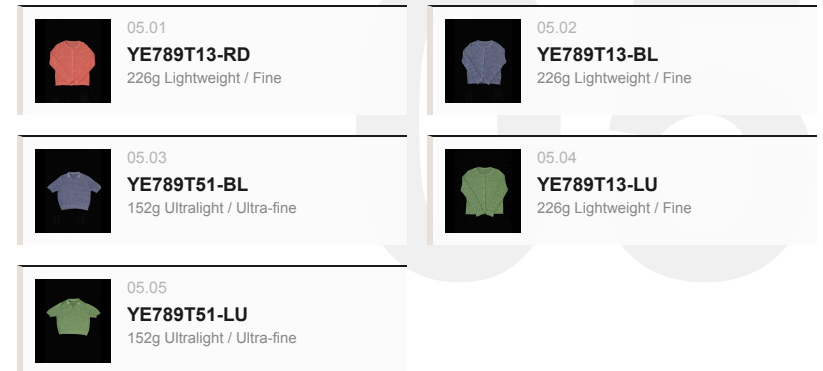 05.01
YE789T13-RD
226g Lightweight / Fine
05.02
YE789T13-BL
226g Lightweight / Fine
05.03
YE789T51-BL
152g Ultralight / Ultra-fine
05.04
YE789T13-LU
226g Lightweight / Fine
05.05
YE789T51-LU
152g Ultralight / Ultra-fine
05